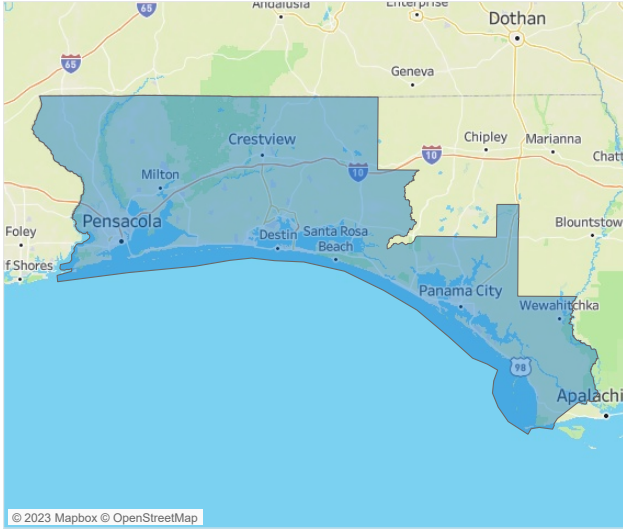 Andalusia
Enterprise
65
Dothan
65
Geneva
Crestview
Chipley
Marianna
10
10
Chatt
Milton
Pensacola
Foley
Destin
Santa Rosa
Beach
Blountstow
f Shores
Panama City
Wewahitchka
98
Apalachi
© 2023 Mapbox © OpenStreetMap